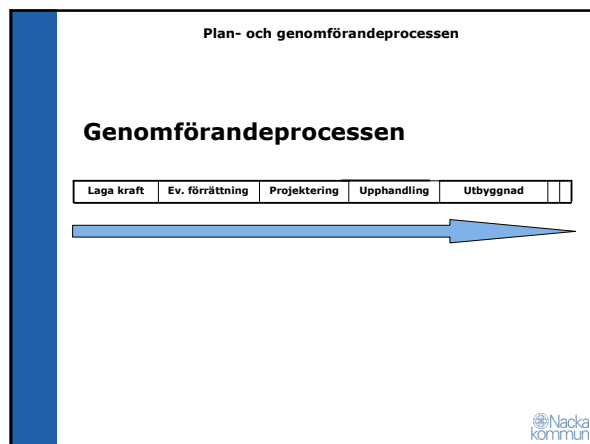 Plan- och genomförandeprocessen
Genomförandeprocessen
Laga kraft Ev. förrättning Projektering Upphandling Utbyggnad
Nacka
kommun